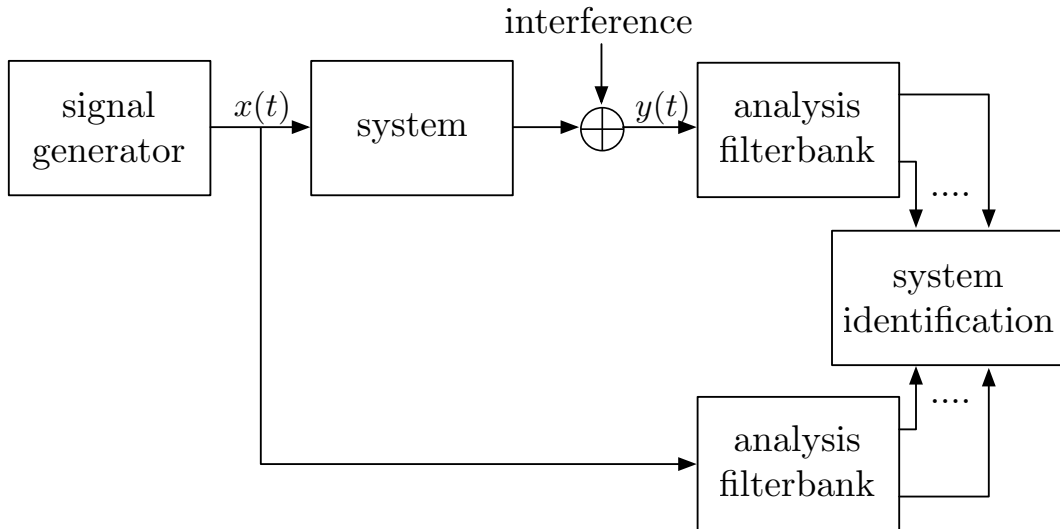 interference
signal
generator
x(t)
system
y(t)
analysis
filterbank
....
system
identification
....
analysis
filterbank